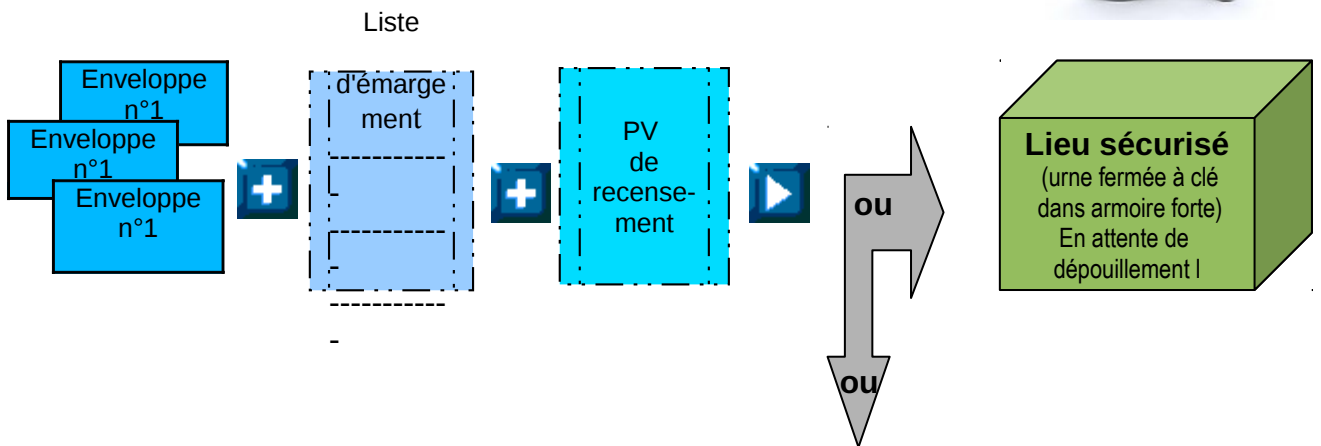 Liste
d'émarge
ment
------------
-
------------
-
------------
-
Enveloppe
n°1
Enveloppe
n°1
Enveloppe
n°1
PV
de
recense-
ment
ou
ou
Lieu sécurisé
(urne fermée à clé
dans armoire forte)
En attente de
dépouillement l